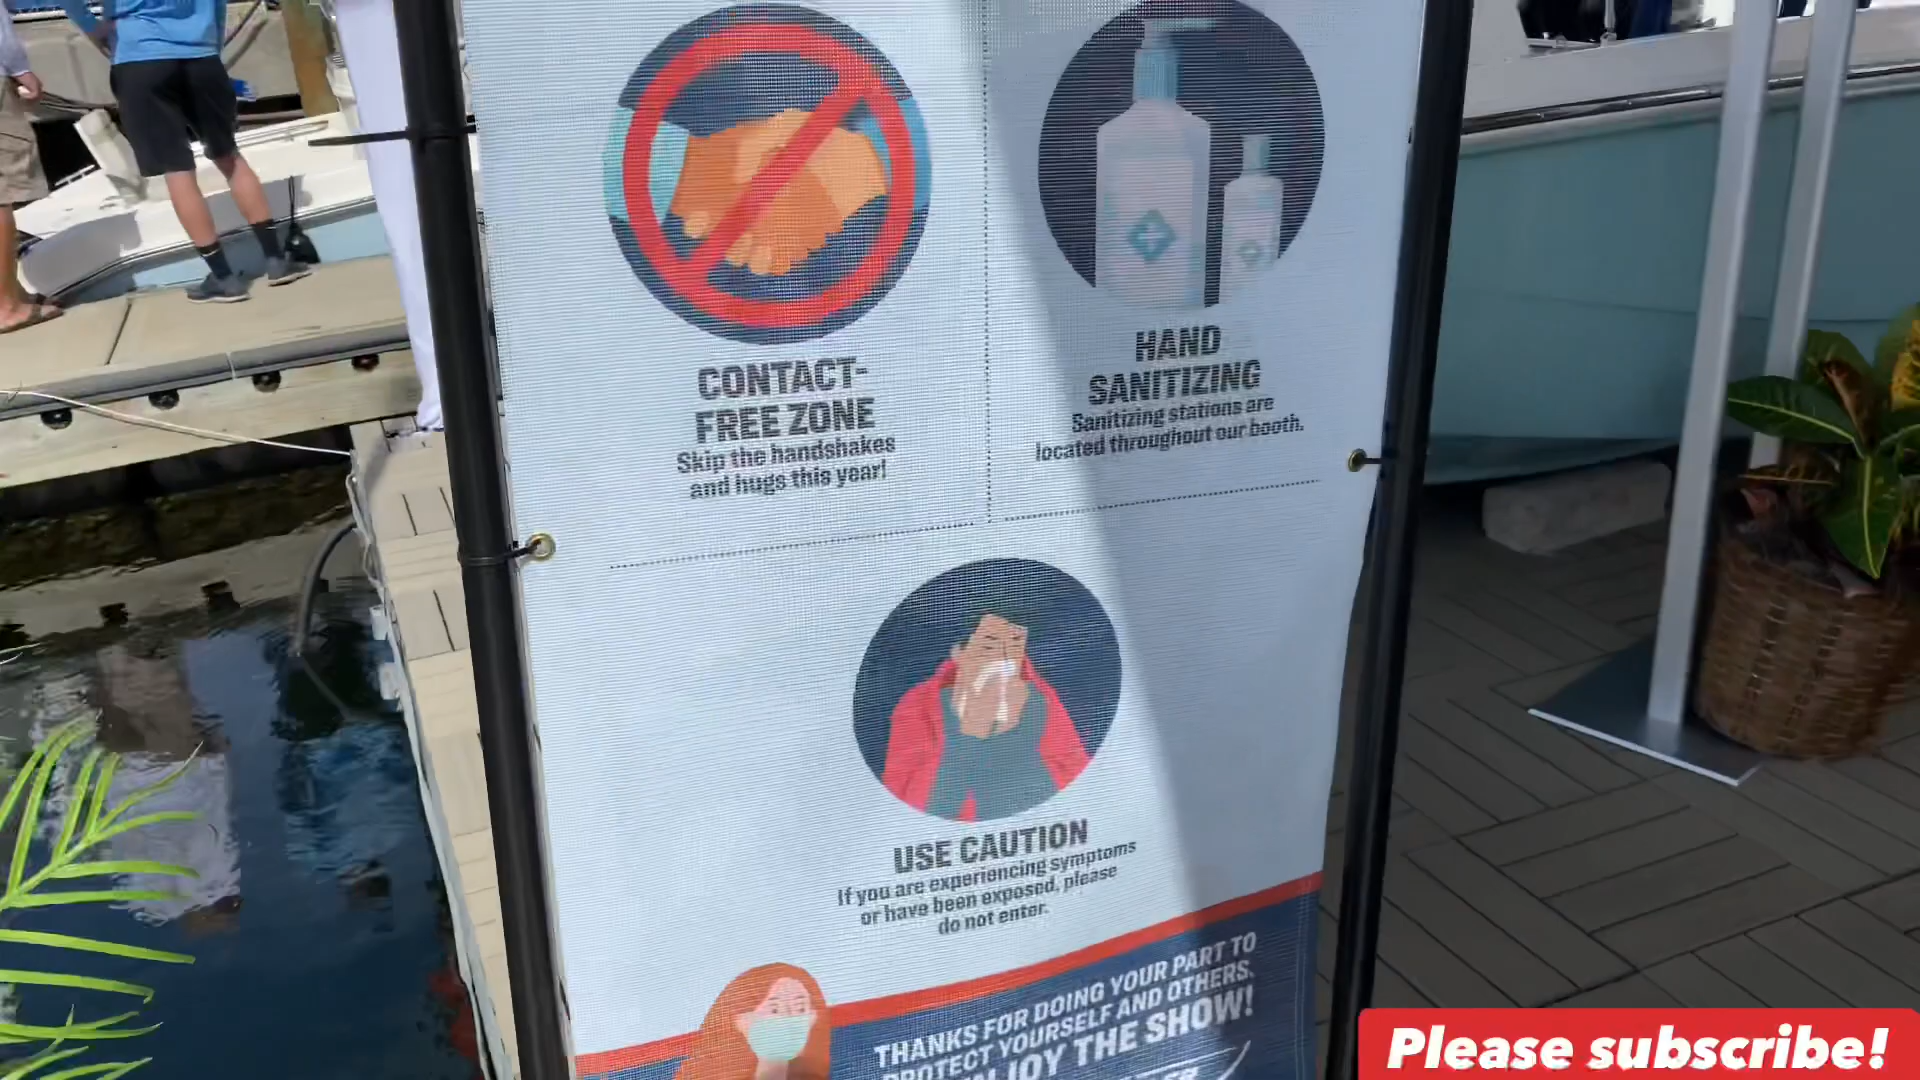 CONTACT-
FREE ZONE
Skip the handshakes
and hugs this year!
HAND
SANITIZING
Sanitizing stations are
located throughout our booth.
USE CAUTION
If you are experiencing symptoms
or have been exposed, please
do not enter.
THANKS FOR DOING YOUR PART TO
PROTECT YOURSELF AND OTHERS.
ENJOY THE SHOW!
Please subscribe!